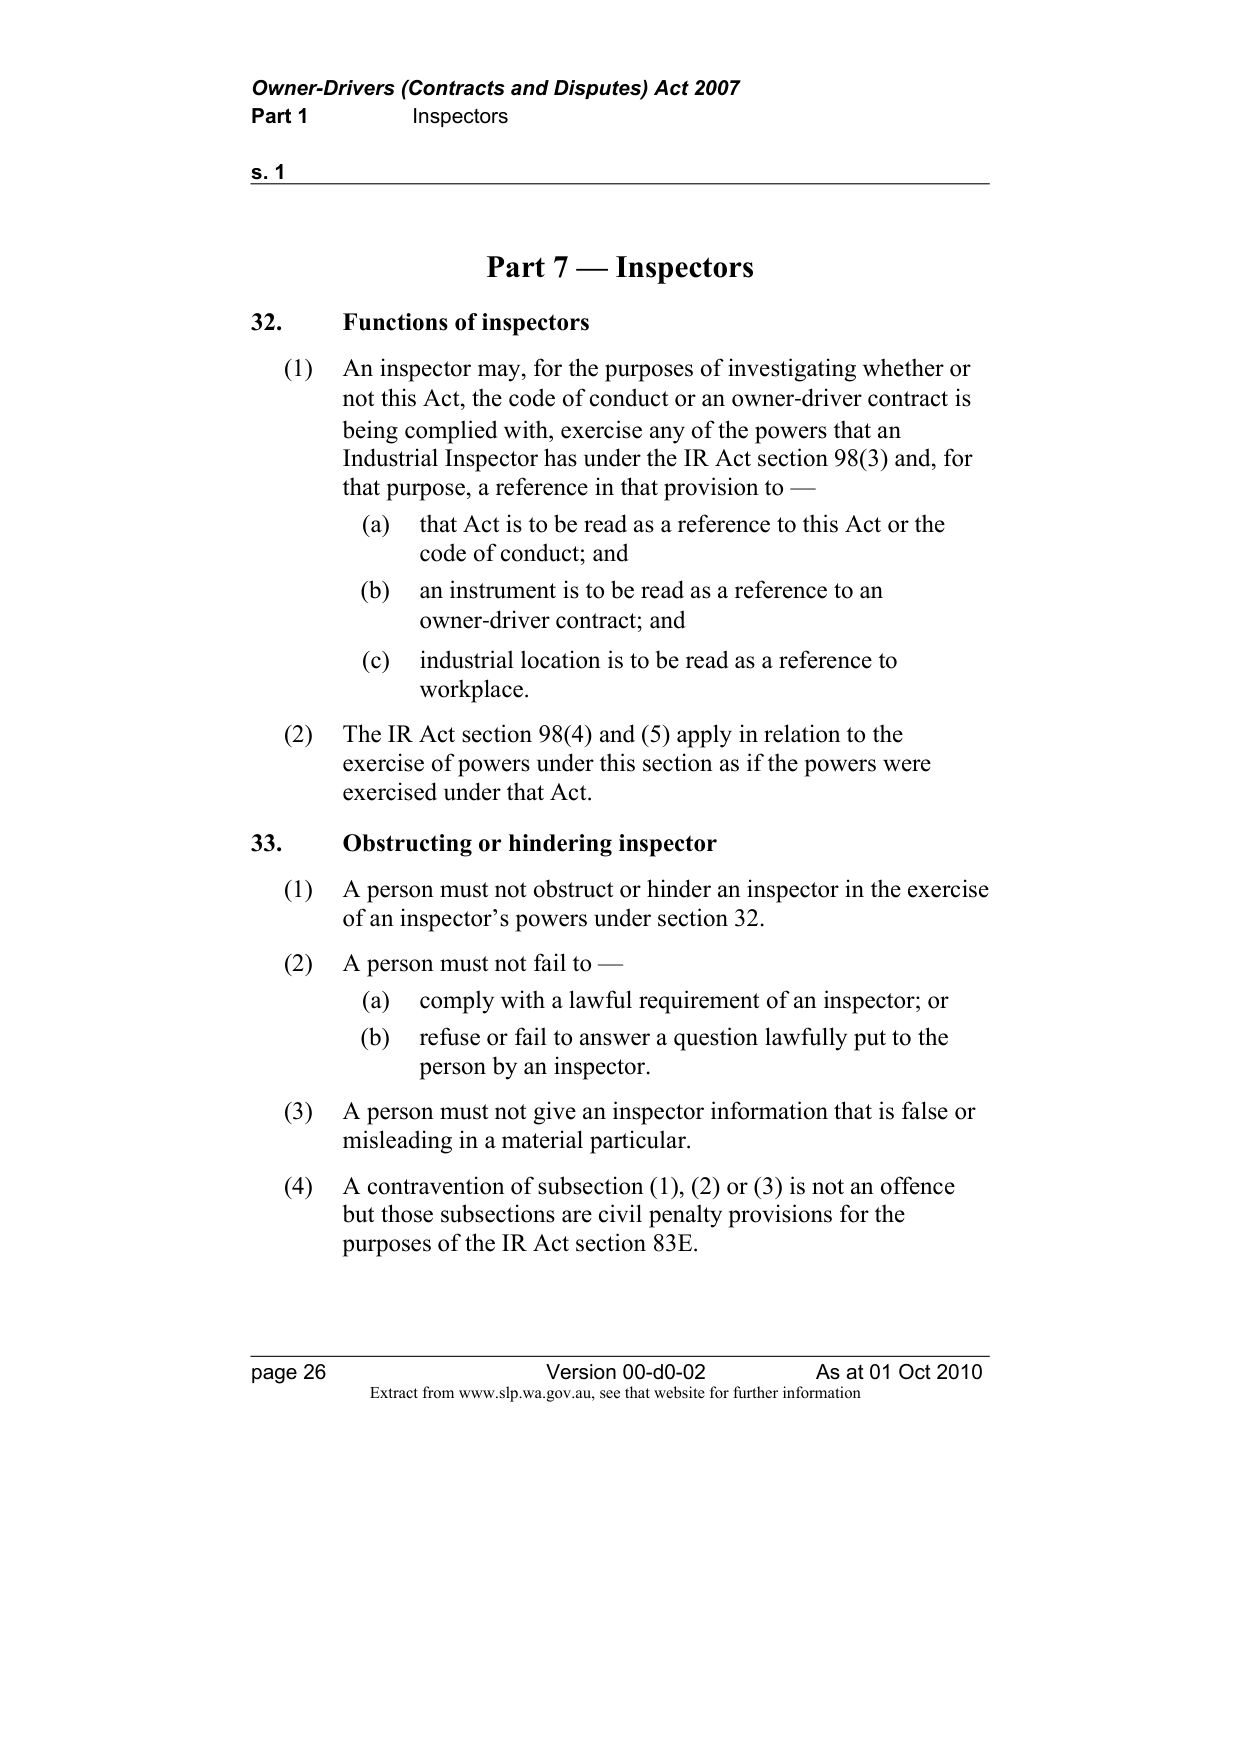 Owner-Drivers (Contracts and Disputes) Act 2007
Part 1 Inspectors
s. 1
Part 7 — Inspectors
32. Functions of inspectors
(1) An inspector may, for the purposes of investigating whether or
not this Act, the code of conduct or an owner-driver contract is
being complied with, exercise any of the powers that an
Industrial Inspector has under the IR Act section 98(3) and, for
that purpose, a reference in that provision to —
(a) that Act is to be read as a reference to this Act or the
code of conduct; and
(b) an instrument is to be read as a reference to an
owner-driver contract; and
(c) industrial location is to be read as a reference to
workplace.
(2) The IR Act section 98(4) and (5) apply in relation to the
exercise of powers under this section as if the powers were
exercised under that Act.
33. Obstructing or hindering inspector
(1) A person must not obstruct or hinder an inspector in the exercise
of an inspector’s powers under section 32.
(2) A person must not fail to —
(a) comply with a lawful requirement of an inspector; or
(b) refuse or fail to answer a question lawfully put to the
person by an inspector.
(3) A person must not give an inspector information that is false or
misleading in a material particular.
(4) A contravention of subsection (1), (2) or (3) is not an offence
but those subsections are civil penalty provisions for the
purposes of the IR Act section 83E.
page 26 Version 00-d0-02 As at 01 Oct 2010
Extract from www.slp.wa.gov.au, see that website for further information